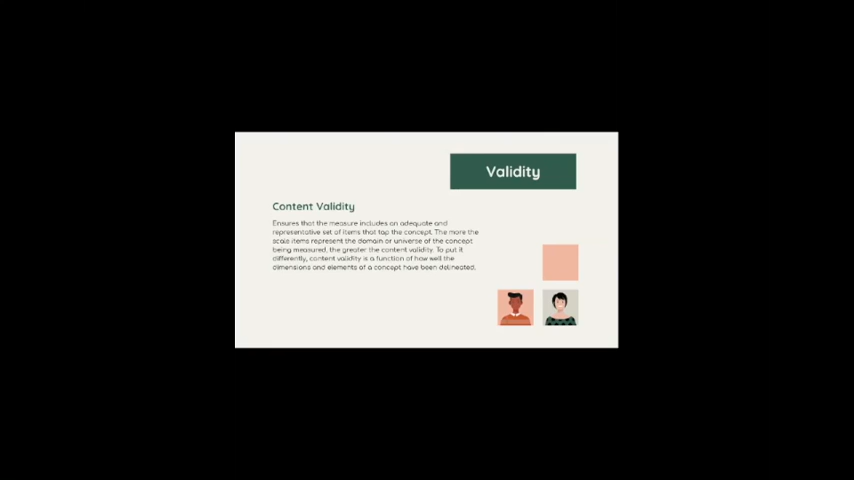 Validity
Content Validity
Ensures that the measure includes an adequate and
representative set of items that tap the concept. The more the
scale items represent the domain or universe of the concept
being measured, the greater the content validity. To put it
differently, content validity is a function of how well the
dimensions and elements of a concept have been delineated.